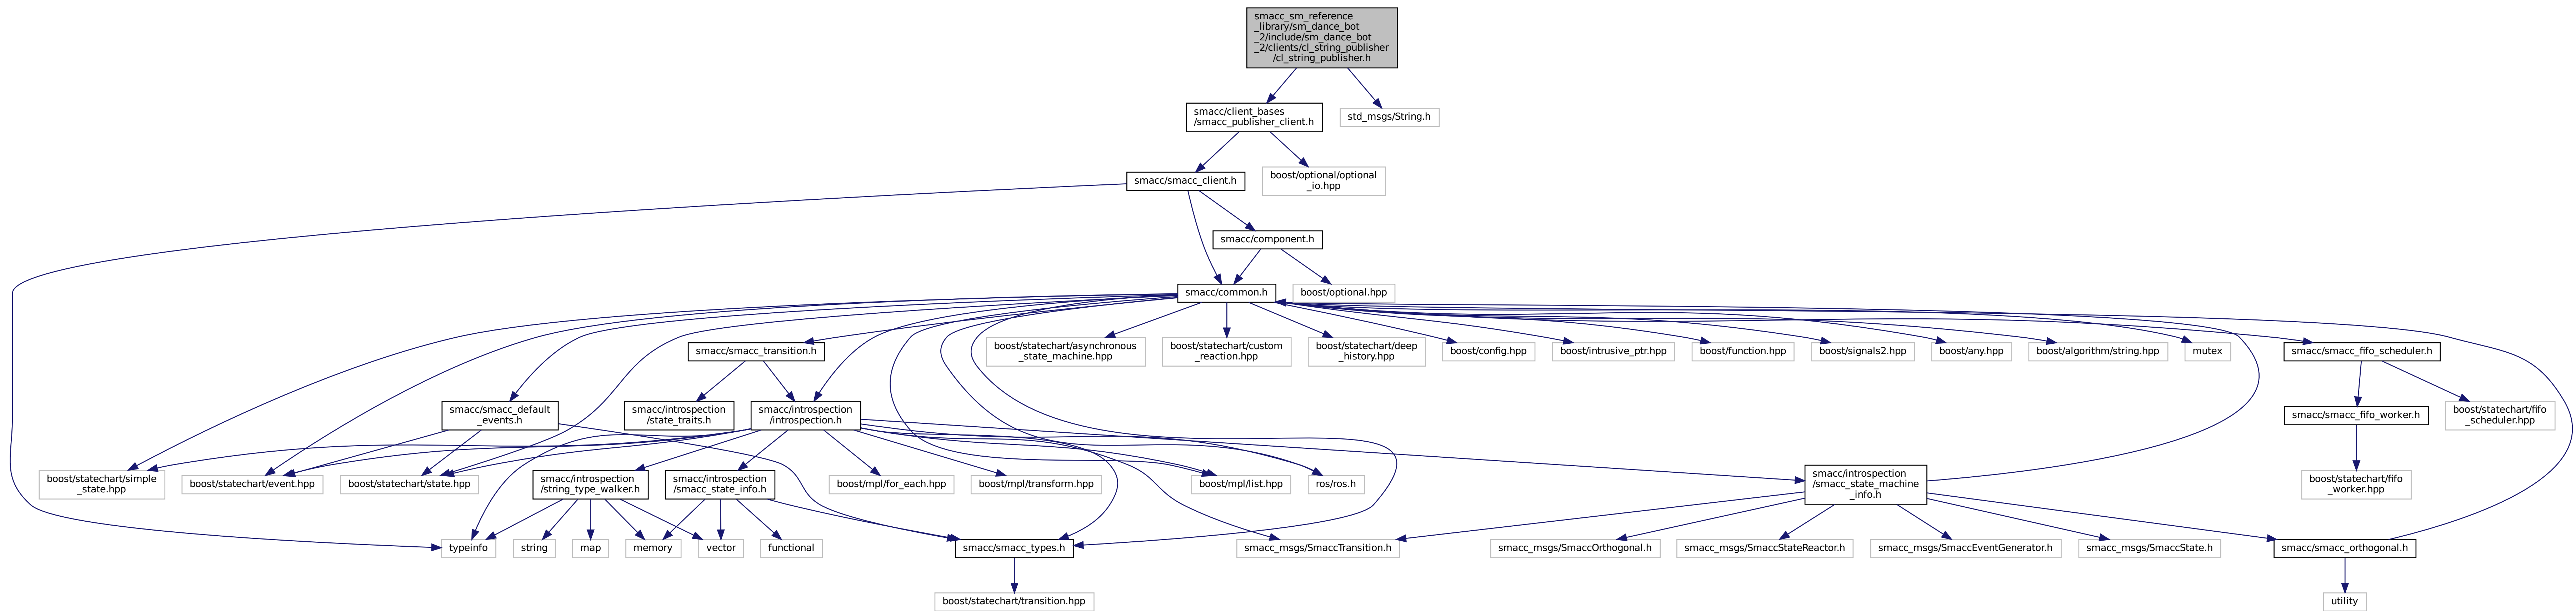 smacc_sm_reference
_library/sm_dance_bot
_2/include/sm_dance_bot
_2/clients/cl_string_publisher
/cl_string_publisher.h
smacc/client_bases
/smacc_publisher_client.h
std_msgs/String.h
smacc/smacc_client.h
boost/optional/optional
_io.hpp
smacc/component.h
smacc/common.h
boost/optional.hpp
smacc/smacc_transition.h
boost/statechart/asynchronous
_state_machine.hpp
boost/statechart/custom
_reaction.hpp
boost/statechart/deep
_history.hpp
boost/config.hpp
boost/intrusive_ptr.hpp
boost/function.hpp
boost/signals2.hpp
boost/any.hpp
boost/algorithm/string.hpp
mutex
smacc/smacc_fifo_scheduler.h
smacc/smacc_default
_events.h
smacc/introspection
/state_traits.h
smacc/introspection
/introspection.h
smacc/smacc_fifo_worker.h
boost/statechart/fifo
_scheduler.hpp
boost/statechart/simple
_state.hpp
boost/statechart/event.hpp
boost/statechart/state.hpp
smacc/introspection
/string_type_walker.h
smacc/introspection
/smacc_state_info.h
boost/mpl/for_each.hpp
boost/mpl/transform.hpp
boost/mpl/list.hpp
ros/ros.h
smacc/introspection
/smacc_state_machine
_info.h
boost/statechart/fifo
_worker.hpp
typeinfo
string
map
memory
vector
functional
smacc/smacc_types.h
smacc_msgs/SmaccTransition.h
smacc_msgs/SmaccOrthogonal.h
smacc_msgs/SmaccStateReactor.h
smacc_msgs/SmaccEventGenerator.h
smacc_msgs/SmaccState.h
smacc/smacc_orthogonal.h
boost/statechart/transition.hpp
utility